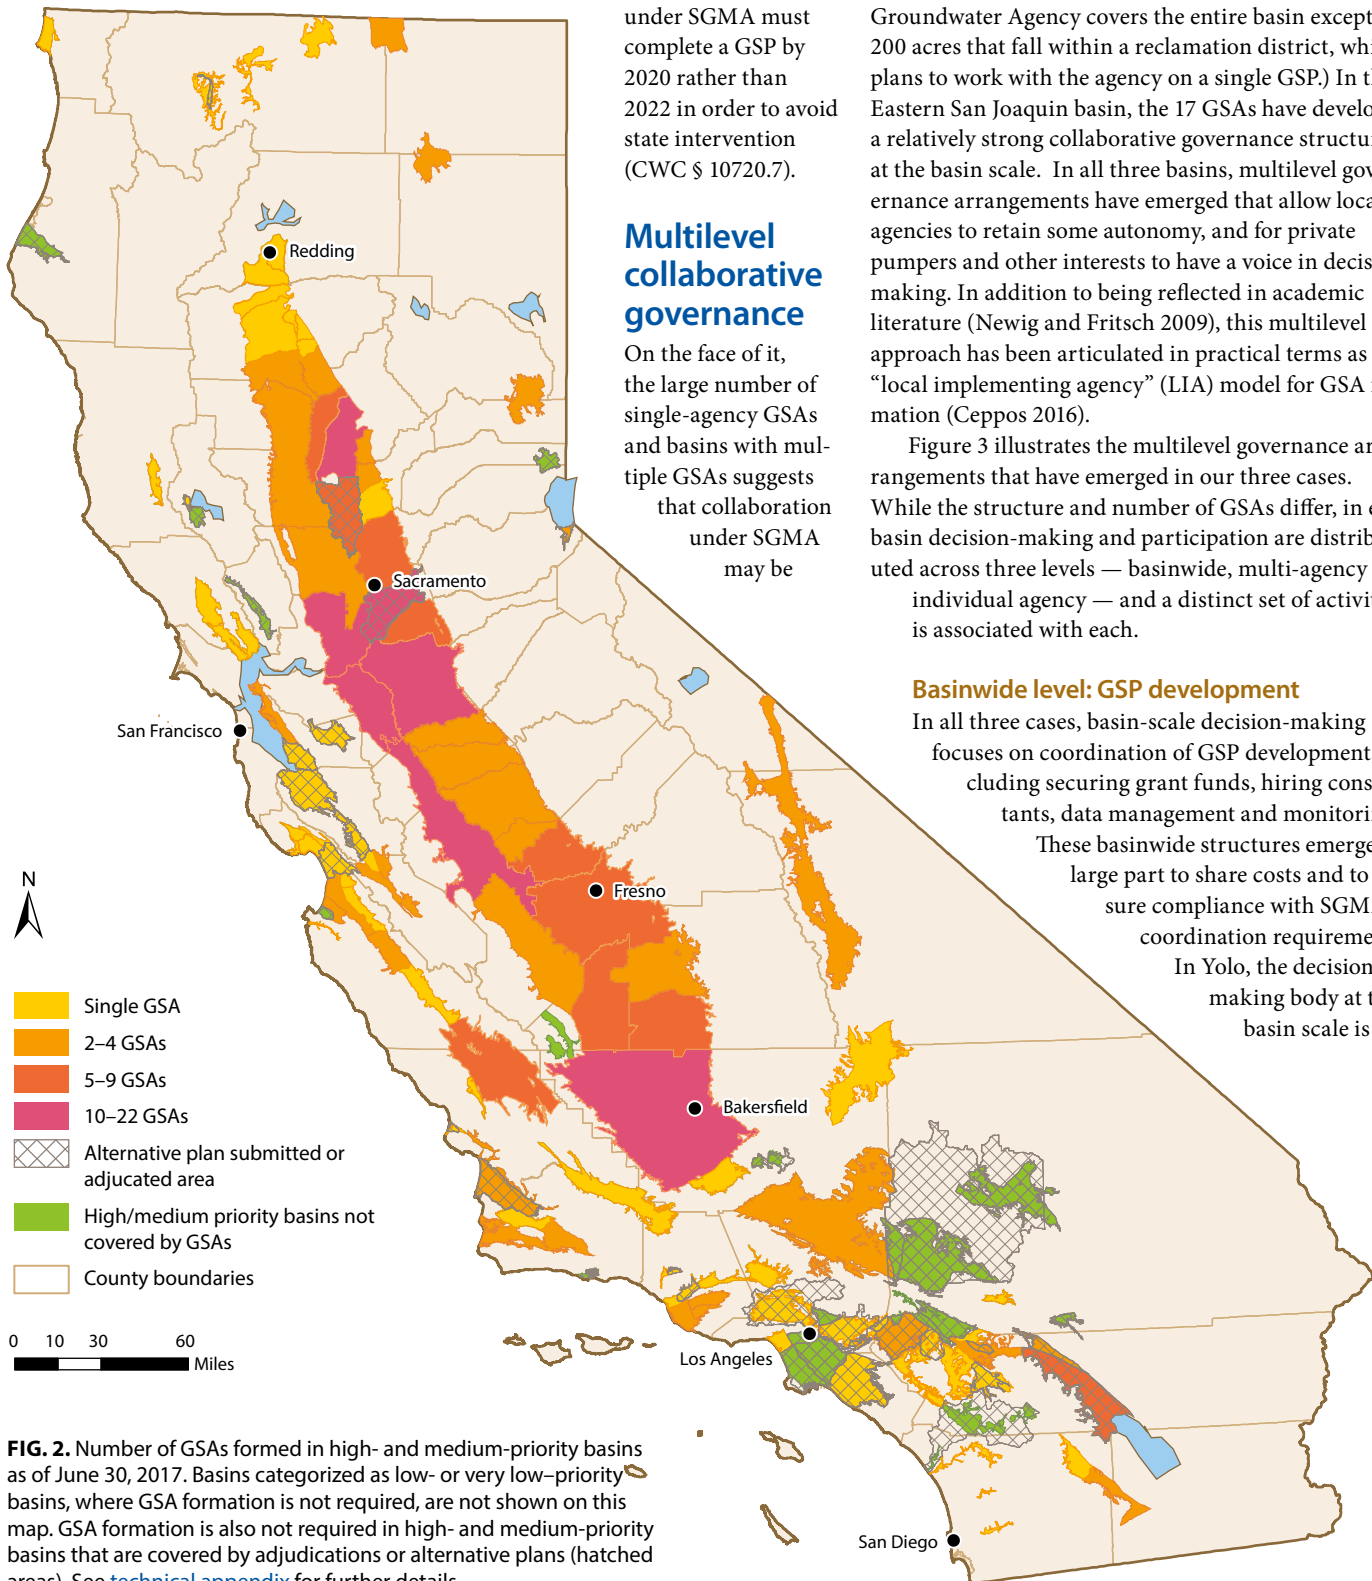 under SGMA must
complete a GSP by
2020 rather than
2022 in order to avoid
state intervention
(CWC § 10720.7).
Multilevel
collaborative
governance
On the face of it,
the large number of
single-agency GSAs
and basins with mul-
tiple GSAs suggests
that collaboration
under SGMA
may be
Groundwater Agency covers the entire basin except
200 acres that fall within a reclamation district,
plans to work with the agency on a single GSP.) In
Eastern San Joaquin basin, the 17 GSAs have
a relatively strong collaborative governance
at the basin scale. In all three basins, multilevel
ernance arrangements have emerged that allow
agencies to retain some autonomy, and for private
pumpers and other interests to have a voice in
making. In addition to being reflected in academic
literature (Newig and Fritsch 2009), this multilevel
approach has been articulated in practical terms as
“local implementing agency” (LIA) model for GSA
mation (Ceppos 2016).
Figure 3 illustrates the multilevel governance ar-
rangements that have emerged in our three cases.
While the structure and number of GSAs differ, in
basin decision-making and participation are
uted across three levels — basinwide, multi-agency
individual agency — and a distinct set of
is associated with each.
Basinwide level: GSP development
In all three cases, basin-scale decision-making
focuses on coordination of GSP development
cluding securing grant funds, hiring
tants, data management and
These basinwide structures
large part to share costs and to
sure compliance with
coordination
In Yolo, the decision
making body at
basin scale is
Redding
Sacramento
San Francisco
Fresno
Bakersfield
Los Angeles
San Diego
N
Single GSA
2–4 GSAs
5–9 GSAs
10–22 GSAs
Alternative plan submitted or
adjucated area
High/medium priority basins not
covered by GSAs
County boundaries
0 10 30 60
Miles
FIG. 2. Number of GSAs formed in high- and medium-priority basins
as of June 30, 2017. Basins categorized as low- or very low–priority
basins, where GSA formation is not required, are not shown on this
map. GSA formation is also not required in high- and medium-priority
basins that are covered by adjudications or alternative plans (hatched
areas). See technical appendix for further details.